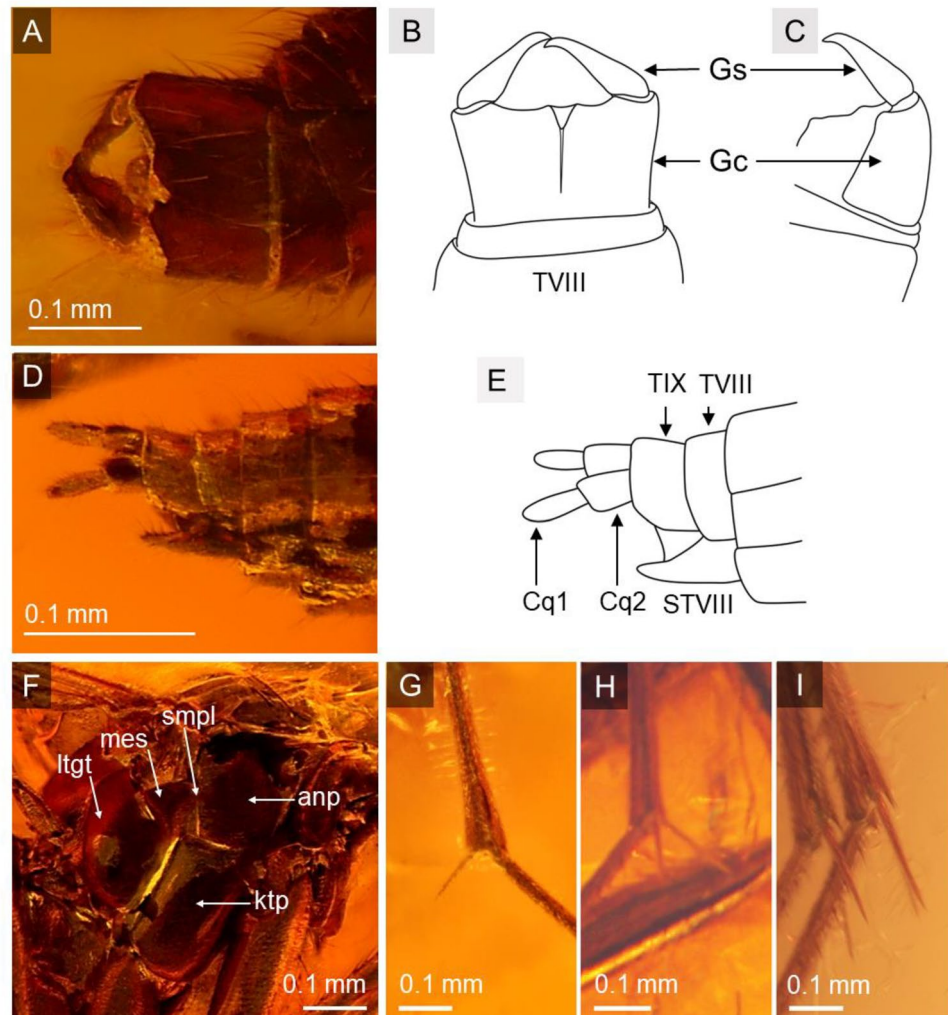 A
0.1 mm
B
C
Gs
Gc
TVIII
D
0.1 mm
E
TIX TVIII
Cq1 Cq2 STVIII
F
smpl
mes
ltgt
anp
ktp
0.1 mm
G
0.1 mm
H
0.1 mm
I
0.1 mm